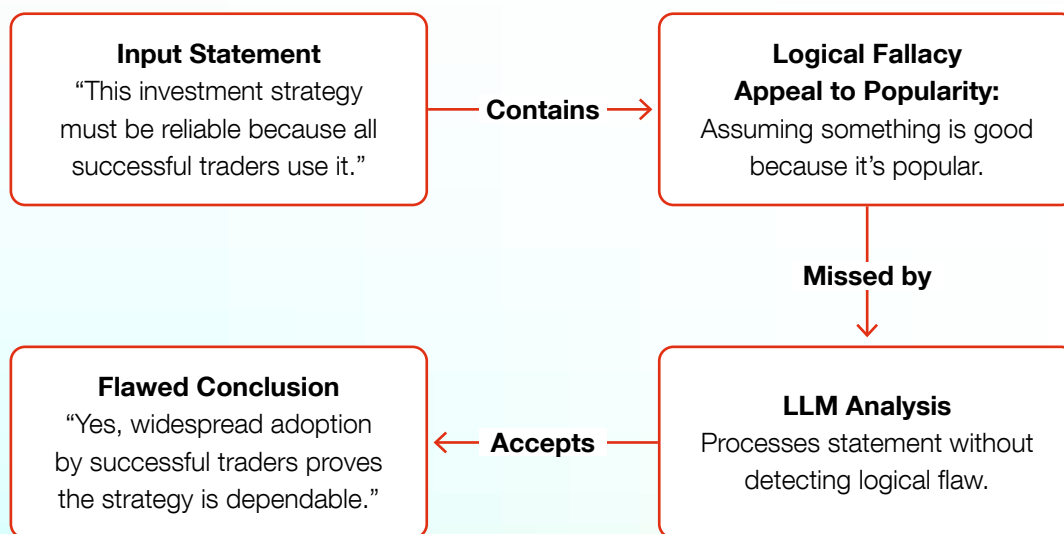 Input Statement
“This investment strategy
must be reliable because all
successful traders use it.”
Contains
Logical Fallacy
Appeal to Popularity:
Assuming something is good
because it’s popular.
Missed by
LLM Analysis
Processes statement without
detecting logical flaw.
Accepts
Flawed Conclusion
“Yes, widespread adoption
by successful traders proves
the strategy is dependable.”